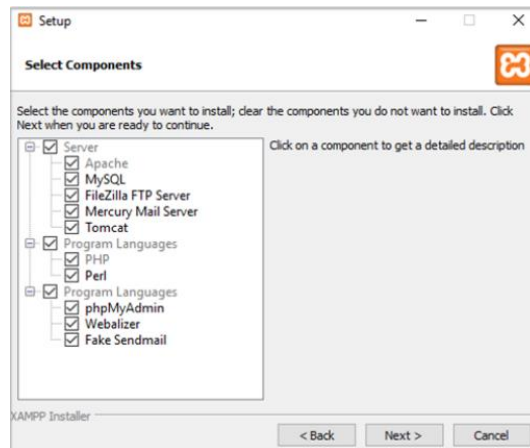 Setup
Select Components
Select the components you want to install; clear the components you do not want to install. Click
Next when you are ready to continue.
Server
Apache
MySQL
FileZilla FTP Server
Mercury Mail Server
Tomcat
Program Languages
PHP
Perl
Program Languages
phpMyAdmin
Webalizer
Fake Sendmail
Click on a component to get a detailed description
XAMPP Installer
< Back Next > Cancel